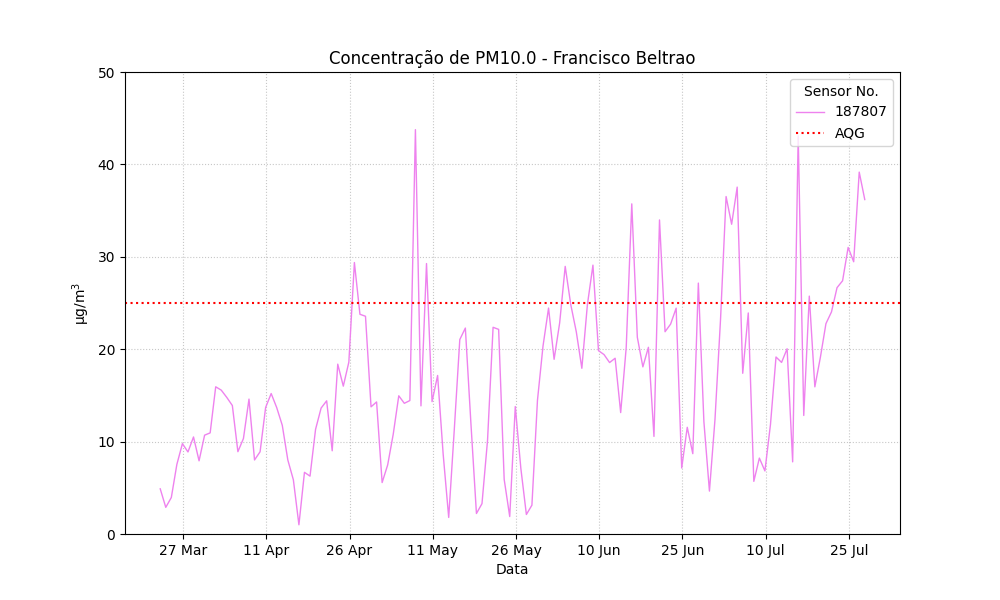 Concentração de PM10.0 - Francisco Beltrao
50
40
30
20
10
0
µg/m³
Sensor No.
187807
AQG
27 Mar
11 Apr
26 Apr
11 May
26 May
10 Jun
25 Jun
10 Jul
25 Jul
Data